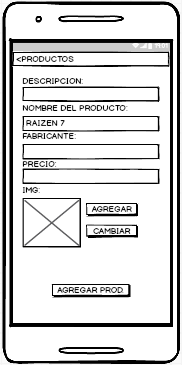 <PRODUCTOS
DESCRIPCION:
NOMBRE DEL PRODUCTO:
RAIZEN 7
FABRICANTE:
PRECIO:
IMG:
AGREGAR
CAMBIAR
AGREGAR PROD